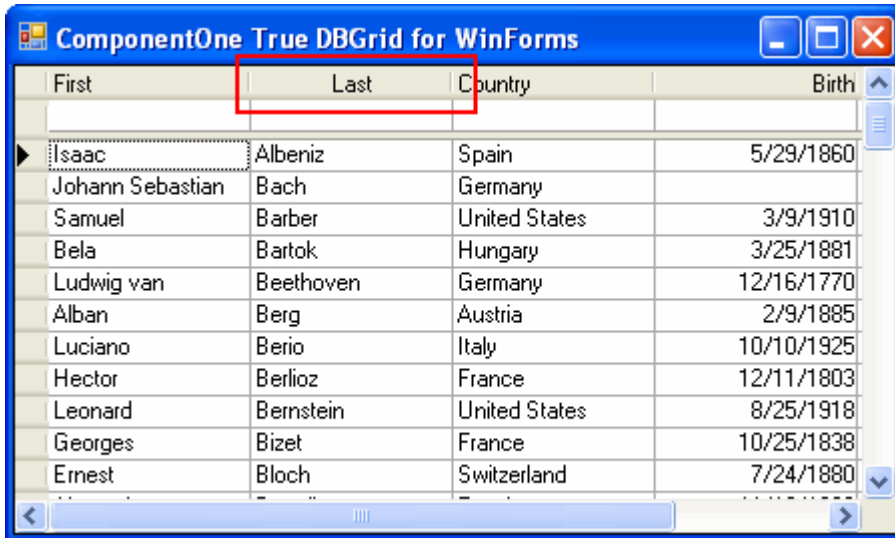 ComponentOne True DBGrid for WinForms
First Last Country Birth
Isaac Albeniz Spain 5/29/1860
Johann Sebastian Bach Germany
Samuel Barber United States 3/9/1910
Bela Bartok Hungary 3/25/1881
Ludwig van Beethoven Germany 12/16/1770
Alban Berg Austria 2/9/1885
Luciano Berio Italy 10/10/1925
Hector Berlioz France 12/11/1803
Leonard Bernstein United States 8/25/1918
Georges Bizet France 10/25/1838
Ernest Bloch Switzerland 7/24/1880